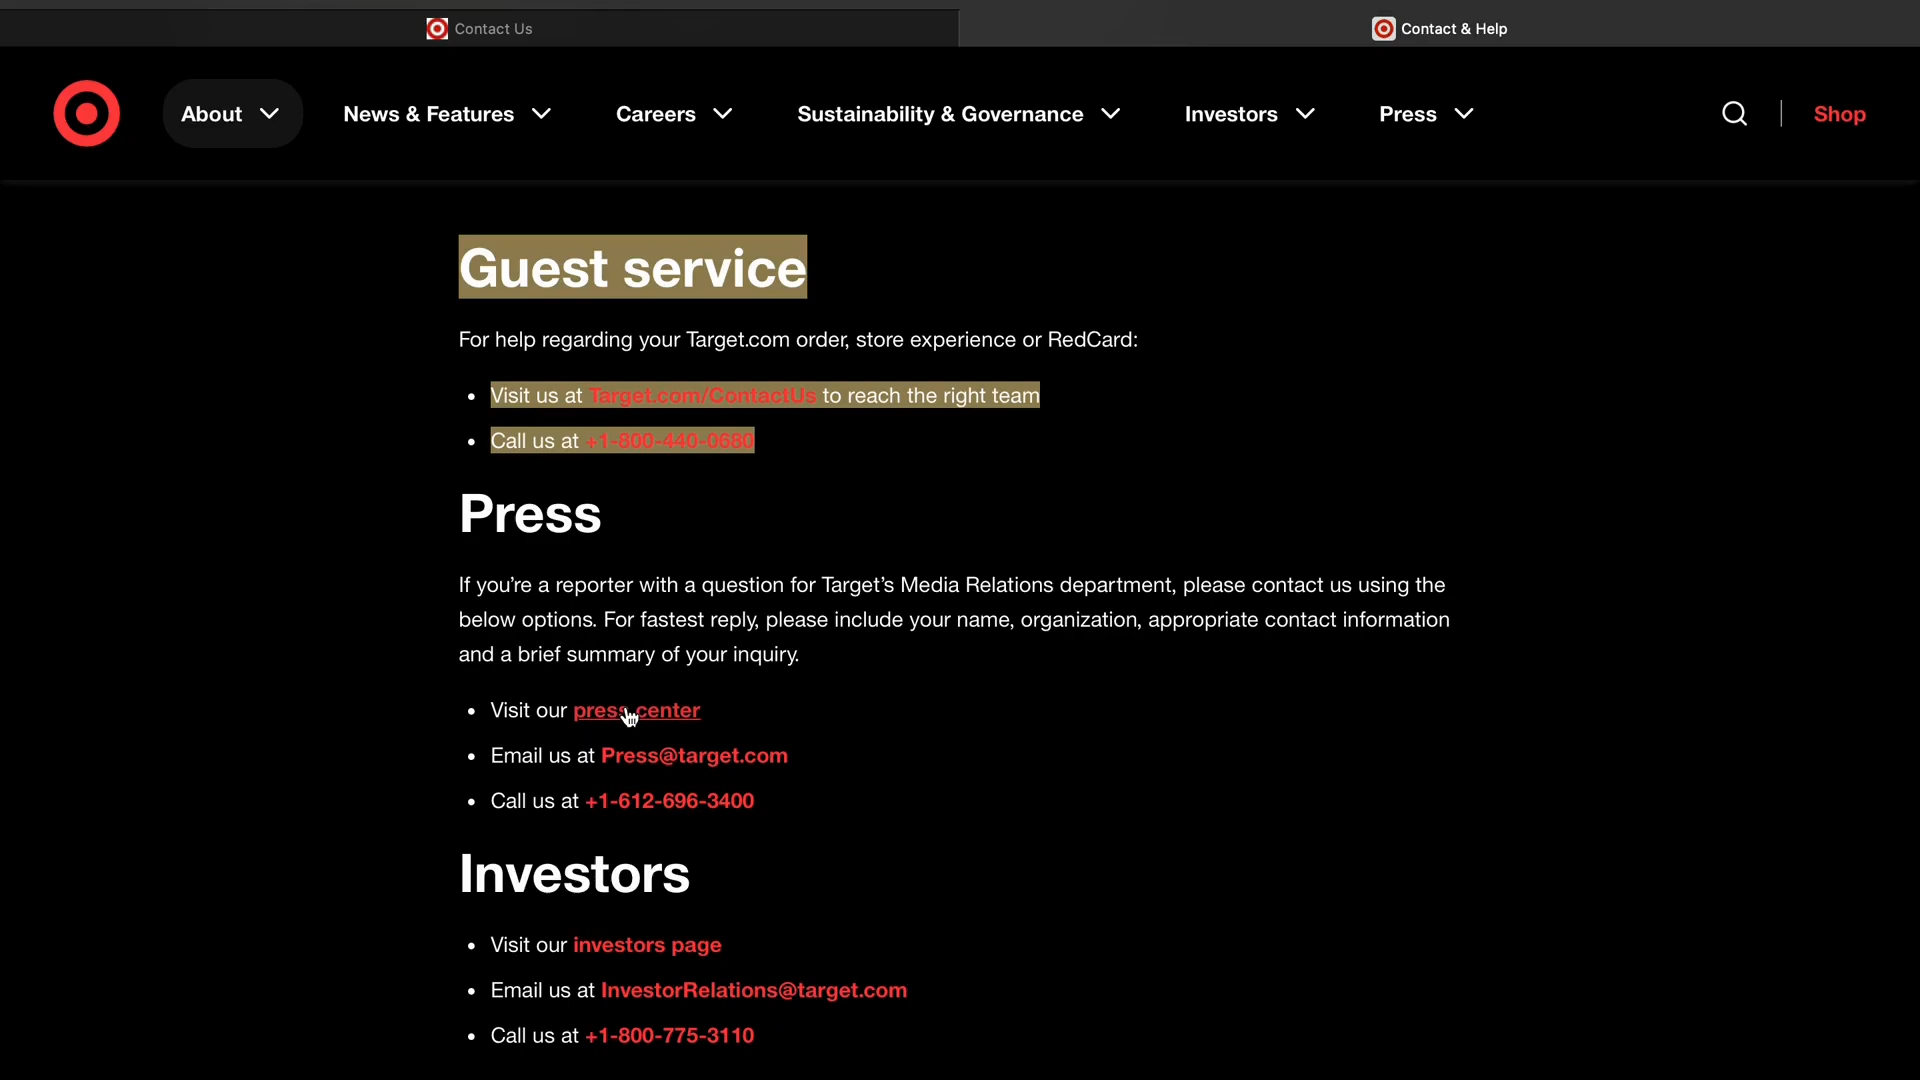 Contact Us
Contact & Help
About
News & Features
Careers
Sustainability & Governance
Investors
Press
Shop
Guest service
For help regarding your Target.com order, store experience or RedCard:
• Visit us at Target.com/ContactUs to reach the right team
• Call us at +1-800-440-0680
Press
If you’re a reporter with a question for Target’s Media Relations department, please contact us using the
below options. For fastest reply, please include your name, organization, appropriate contact information
and a brief summary of your inquiry.
• Visit our press center
• Email us at Press@target.com
• Call us at +1-612-696-3400
Investors
• Visit our investors page
• Email us at InvestorRelations@target.com
• Call us at +1-800-775-3110